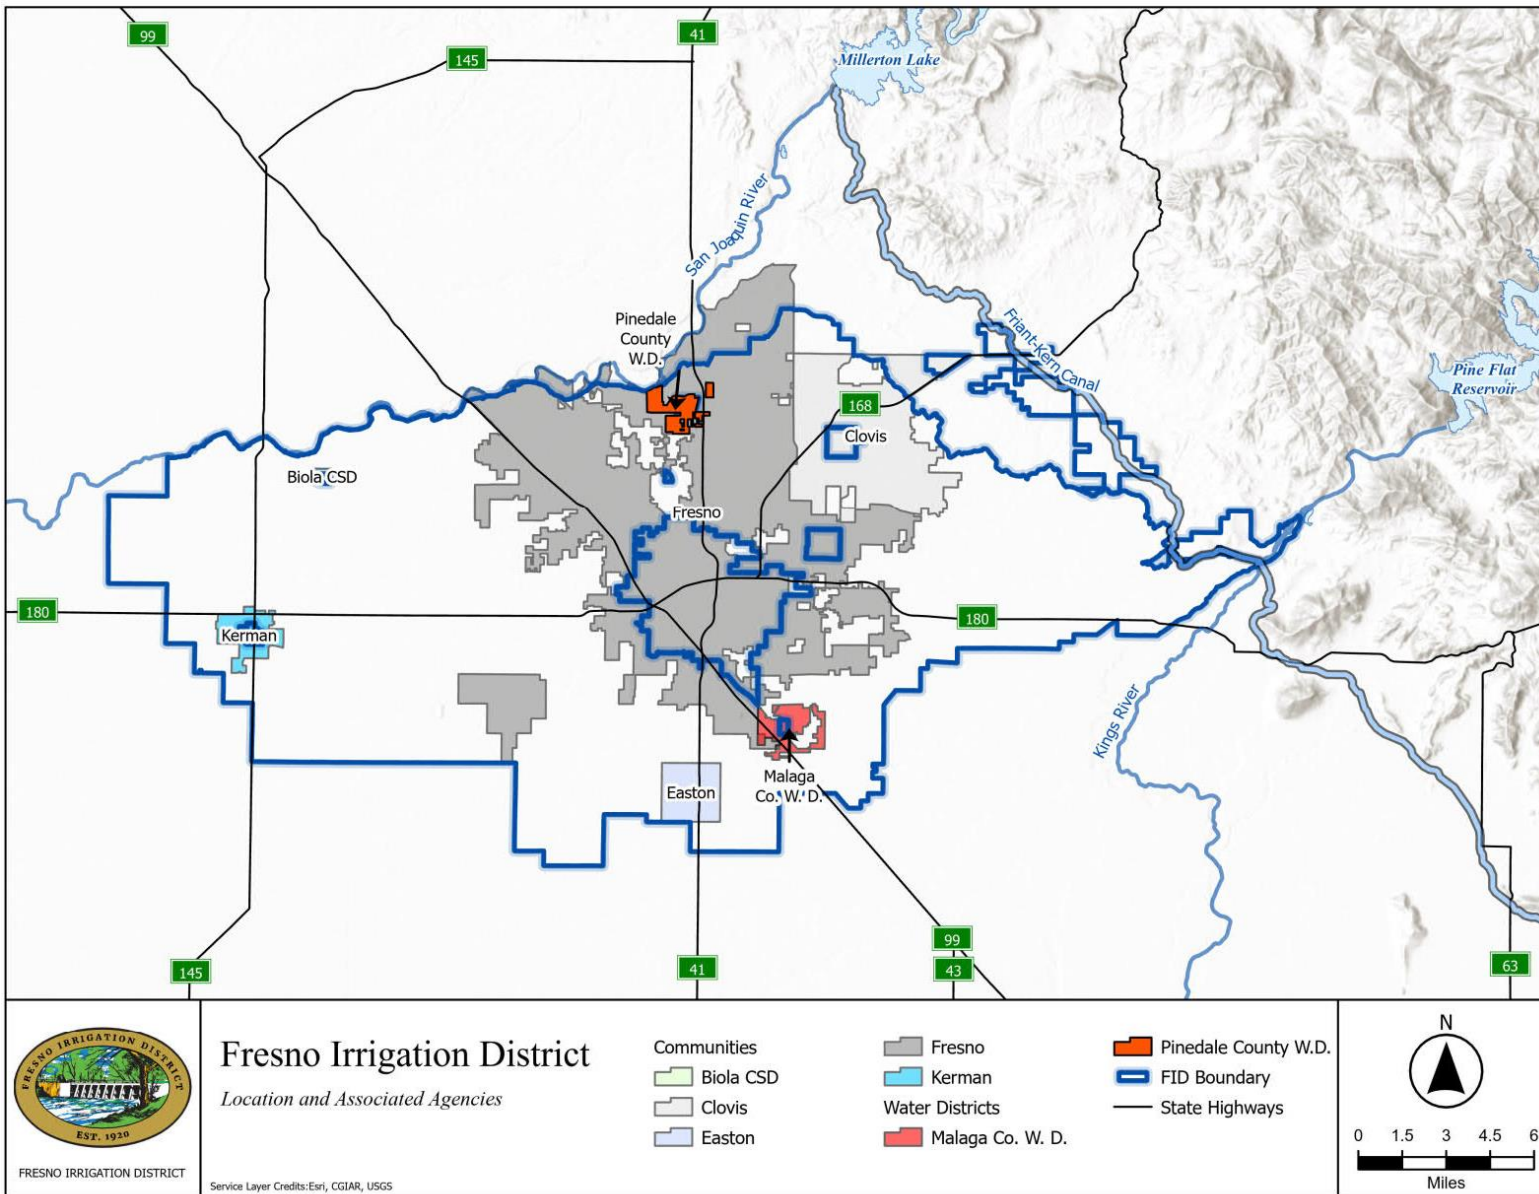 99
41
145
Millerton Lake
San Joaquin River
Pinedale
County
W.D.
Friant-Kern Canal
Pine Flat
Reservoir
168
Clovis
Biola CSD
Fresno
180
Kerman
180
Kings River
Malaga
Co. W. D.
Easton
99
145
41
43
63
FRESNO IRRIGATION DISTRICT
EST. 1920
FRESNO IRRIGATION DISTRICT
Fresno Irrigation District
Location and Associated Agencies
Service Layer Credits:Esri, CGIAR, USGS
Communities
Biola CSD
Clovis
Easton
Fresno
Kerman
Water Districts
Malaga Co. W. D.
Pinedale County W.D.
FID Boundary
State Highways
N
0 1.5 3 4.5 6
Miles